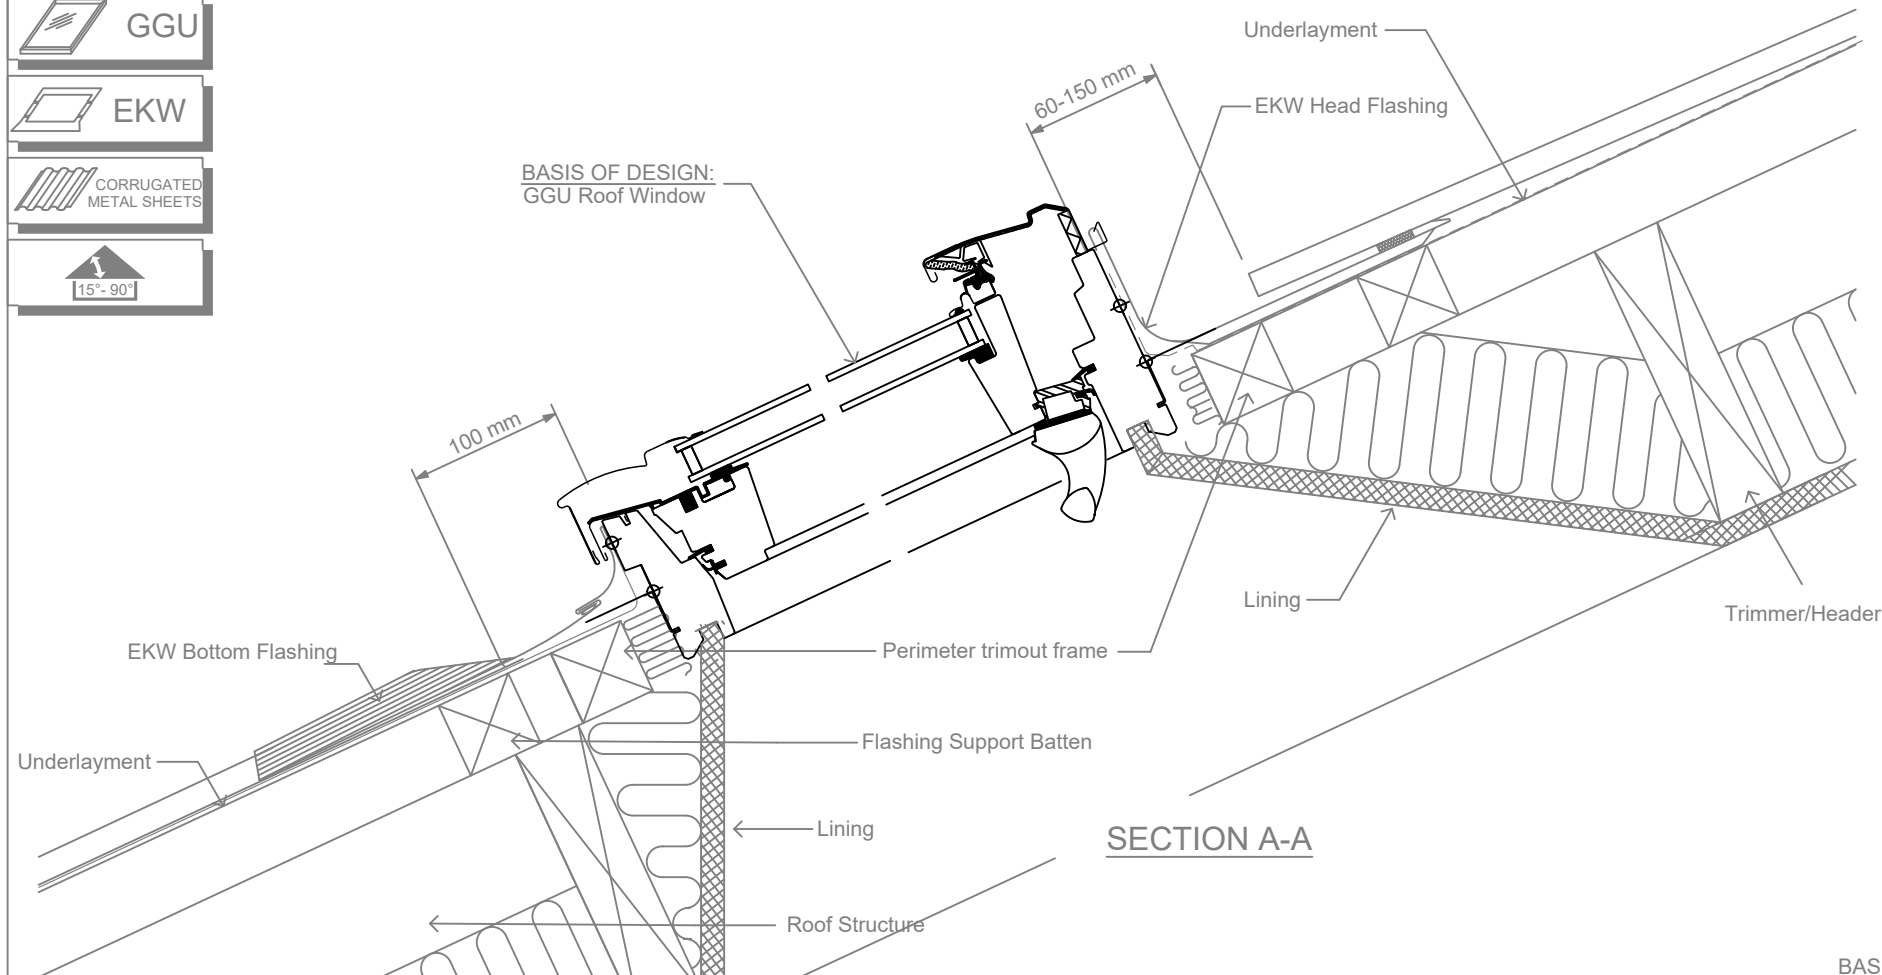 GGU
EKW
CORRUGATED
METAL SHEETS
15°- 90°
Underlayment
60-150 mm
EKW Head Flashing
BASIS OF DESIGN:
GGU Roof Window
100 mm
Lining
Trimmer/Header
EKW Bottom Flashing
Perimeter trimout frame
Flashing Support Batten
Underlayment
Lining
SECTION A-A
Roof Structure
BAS